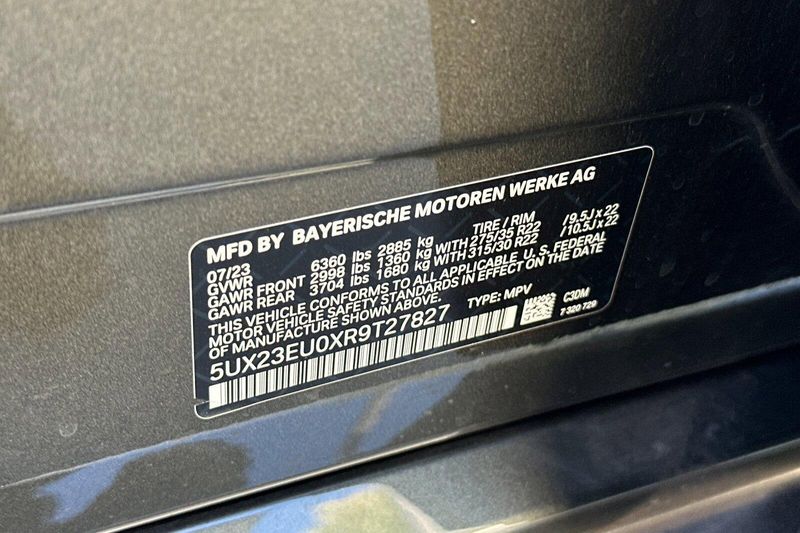 MFD BY BAYERISCHE MOTOREN WERKE AG
07/23 TIRE / RIM
GVWR 6360 lbs 2885 kg
GAWR FRONT 2998 lbs 1360 kg WITH 275/35 R22 /9.5J x 22
GAWR REAR 3704 lbs 1680 kg WITH 315/30 R22 /10.5J x 22
THIS VEHICLE CONFORMS TO ALL APPLICABLE U. S. FEDERAL
MOTOR VEHICLE SAFETY STANDARDS IN EFFECT ON THE DATE
OF MANUFACTURE SHOWN ABOVE.
TYPE: MPV C3DM
5UX23EU0XR9T27827
7 320 729